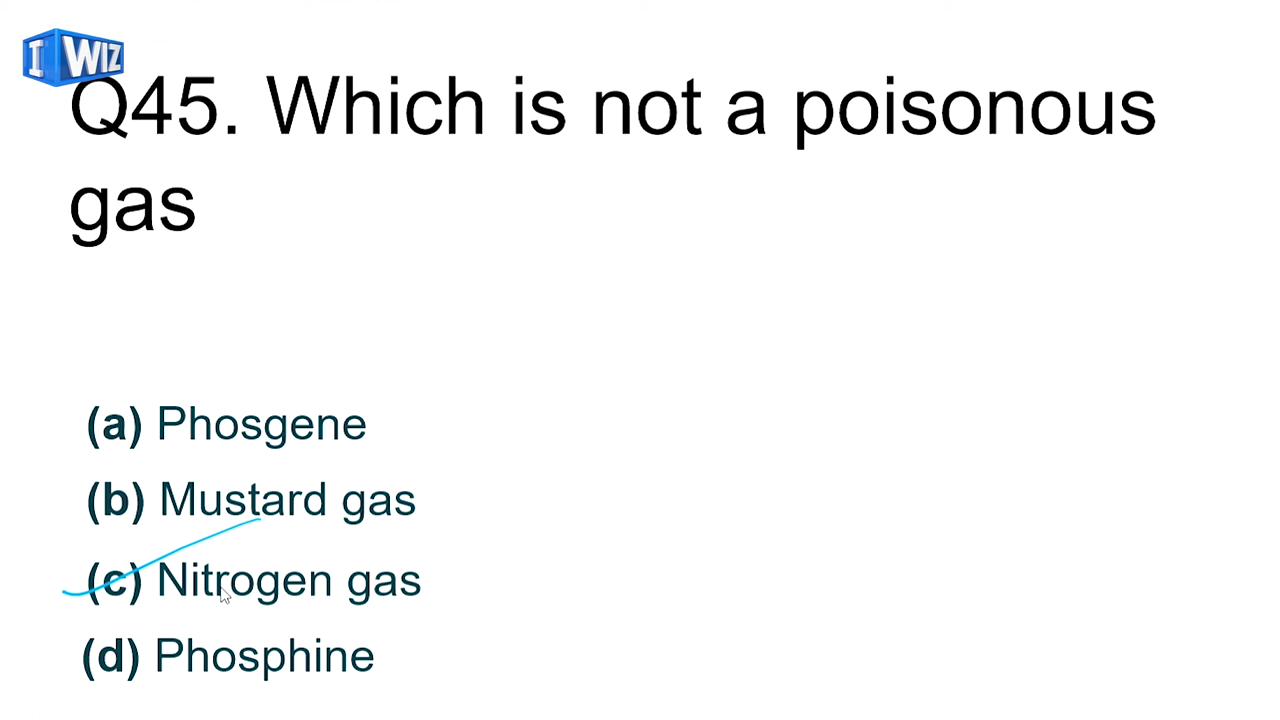 I WIZ
Q45. Which is not a poisonous
gas
(a) Phosgene
(b) Mustard gas
(c) Nitrogen gas
(d) Phosphine